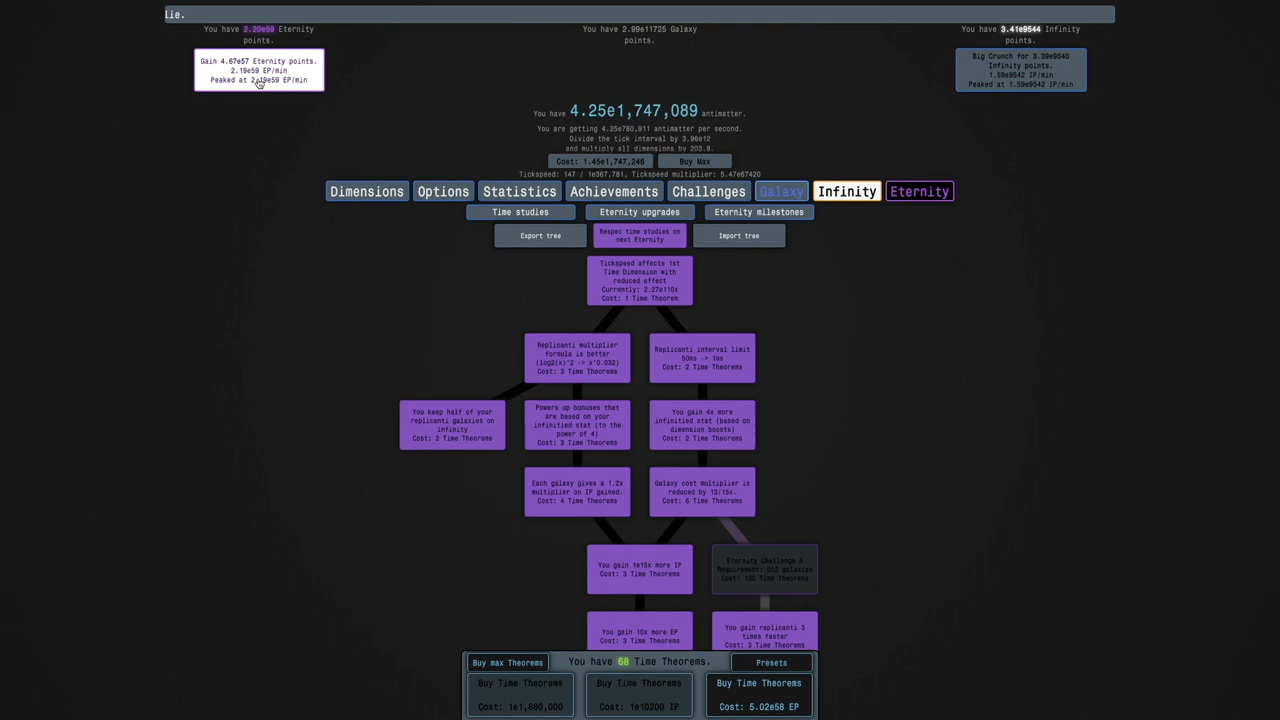 lie.
You have 2.20e59 Eternity
points.
You have 2.99e11725 Galaxy
points.
You have 3.41e9544 Infinity
points.
Gain 4.67e57 Eternity points.
2.19e59 EP/min
Peaked at 2.19e59 EP/min
Big Crunch for 3.39e9540
Infinity points.
1.59e9542 IP/min
Peaked at 1.59e9542 IP/min
You have 4.25e1,747,089 antimatter.
You are getting 4.25e780,911 antimatter per second.
Divide the tick interval by 3.96e12
and multiply all dimensions by 203.9.
Cost: 1.45e1,747,246
Buy Max
Tickspeed: 147 / 1e367,781, Tickspeed multiplier: 5.47e67420
Dimensions
Options
Statistics
Achievements
Challenges
Galaxy
Infinity
Eternity
Time studies
Eternity upgrades
Eternity milestones
Export tree
Respec time studies on
next Eternity
Import tree
Tickspeed affects 1st
Time Dimension with
reduced effect
Currently: 2.27e110x
Cost: 1 Time Theorem
Replicanti multiplier
formula is better
(log2(x)^2 -> x^0.032)
Cost: 3 Time Theorems
Replicanti interval limit
50ms -> 1ms
Cost: 2 Time Theorems
You keep half of your
replicanti galaxies on
infinity
Cost: 2 Time Theorems
Powers up bonuses that
are based on your
infinitied stat (to the
power of 4)
Cost: 3 Time Theorems
You gain 4x more
infinitied stat (based on
dimension boosts)
Cost: 2 Time Theorems
Each galaxy gives a 1.2x
multiplier on IP gained.
Cost: 4 Time Theorems
Galaxy cost multiplier is
reduced by 13/15x.
Cost: 6 Time Theorems
You gain 1e15x more IP
Cost: 3 Time Theorems
Eternity Challenge 5
Requirement: 202 galaxies
Cost: 130 Time Theorems
You gain 10x more EP
Cost: 3 Time Theorems
You gain replicanti 3
times faster
Cost: 3 Time Theorems
Buy max Theorems
You have 68 Time Theorems.
Presets
Buy Time Theorems
Cost: 1e1,880,000
Buy Time Theorems
Cost: 1e10200 IP
Buy Time Theorems
Cost: 5.02e58 EP